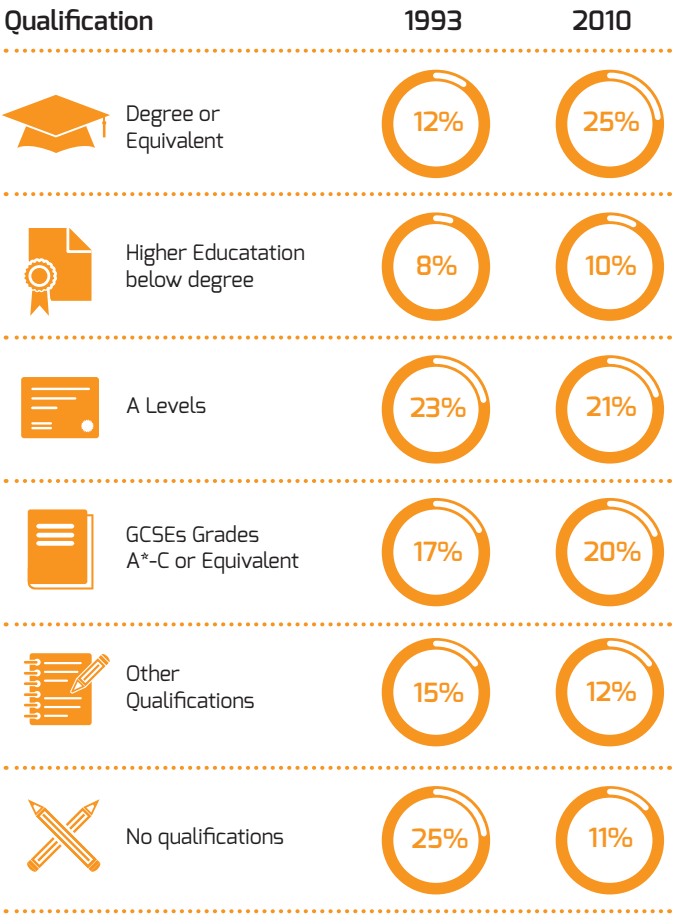 Qualification 1993 2010
Degree or
Equivalent
12% 25%
Higher Educatation
below degree
8% 10%
A Levels
23% 21%
GCSEs Grades
A*-C or Equivalent
17% 20%
Other
Qualifications
15% 12%
No qualifications
25% 11%